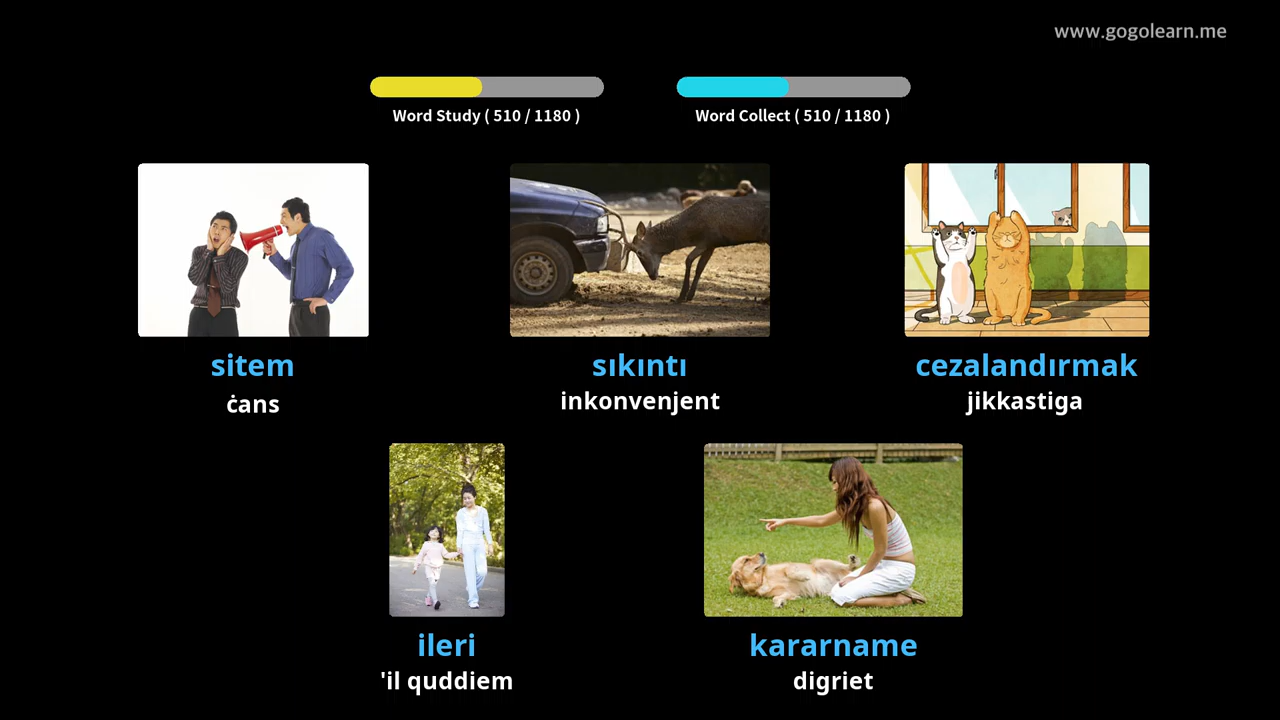 www.gogolearn.me
Word Study ( 510 / 1180 )
Word Collect ( 510 / 1180 )
sitem
ċans
sıkıntı
inkonvenjent
cezalandırmak
jikkastiga
ileri
'il quddiem
kararname
digriet